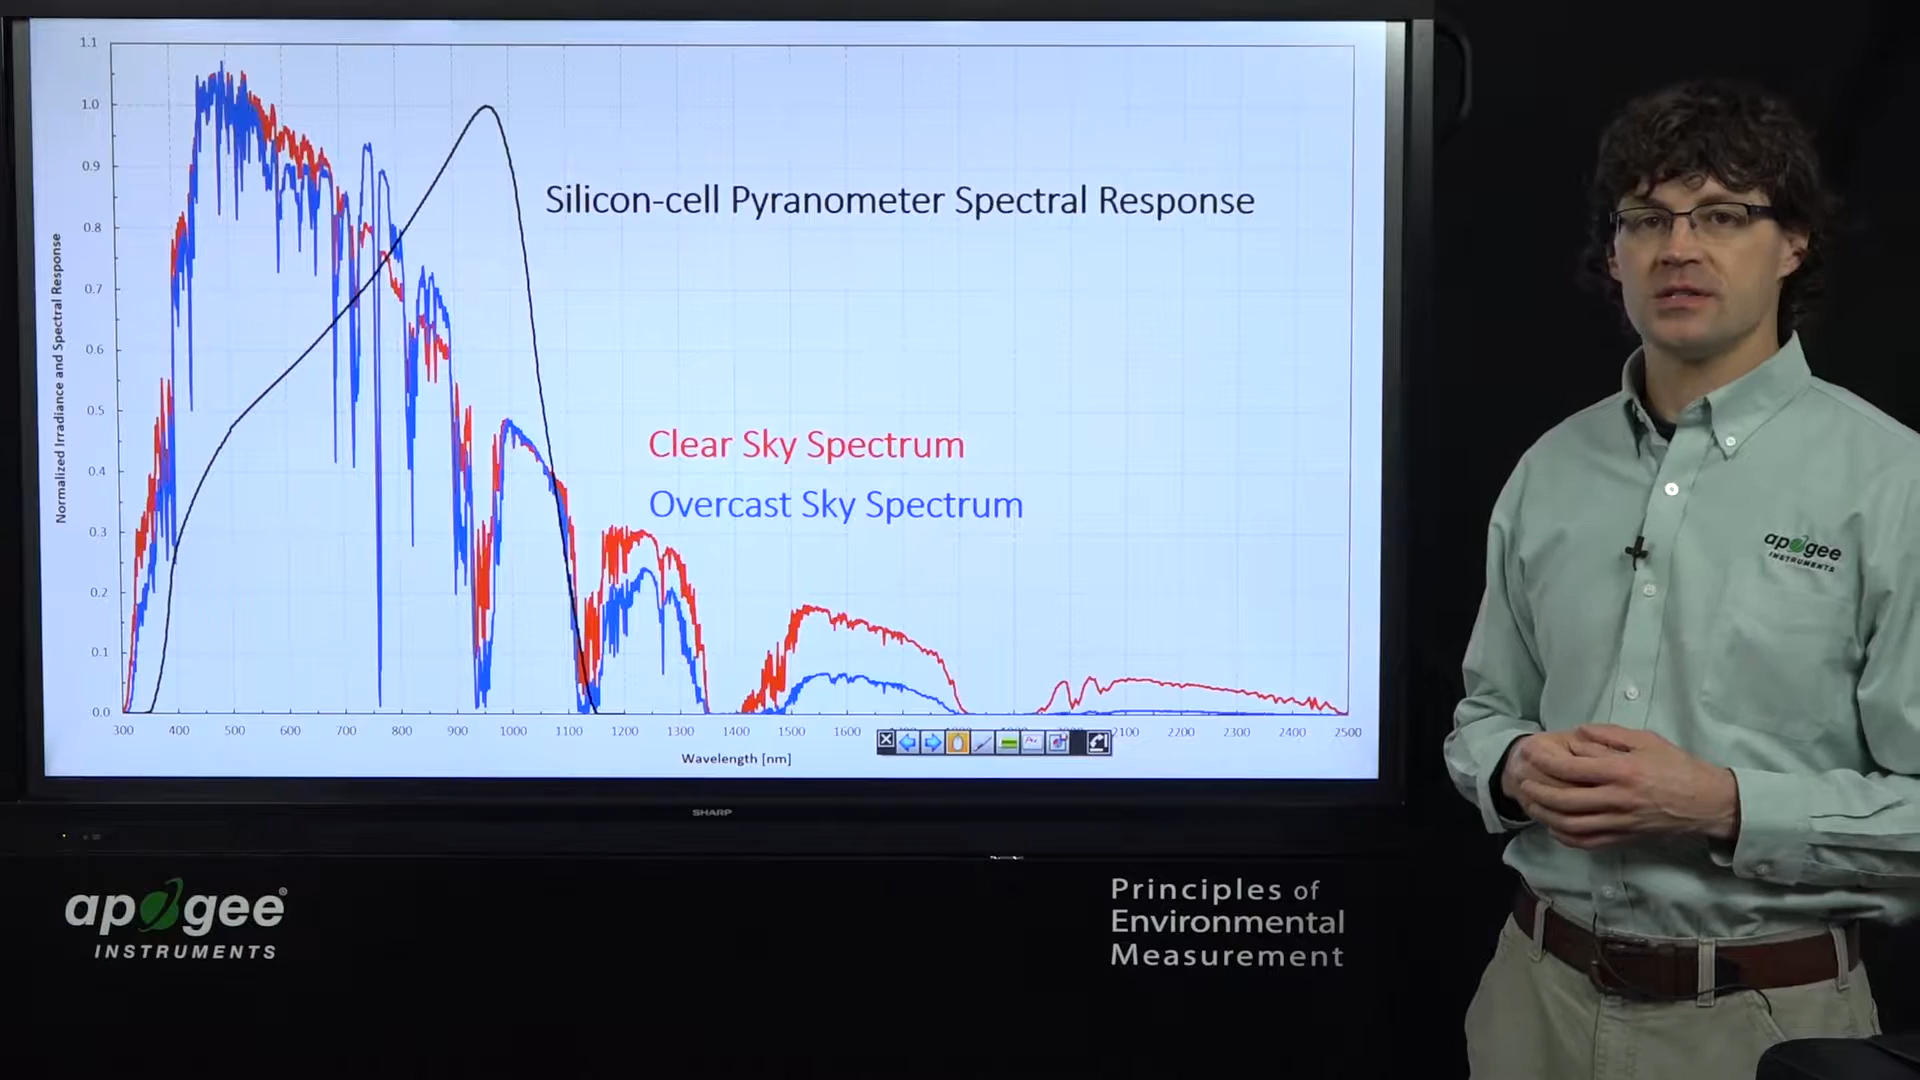 1.1
1.0
0.9
0.8
0.7
0.6
0.5
0.4
0.3
0.2
0.1
0.0
Normalized Irradiance and Spectral Response
Silicon-cell Pyranometer Spectral Response
Clear Sky Spectrum
Overcast Sky Spectrum
300 400 500 600 700 800 900 1000 1100 1200 1300 1400 1500 1600 2100 2200 2300 2400 2500
Wavelength [nm]
SHARP
apogee®
INSTRUMENTS
Principles of
Environmental
Measurement
apogee
INSTRUMENTS